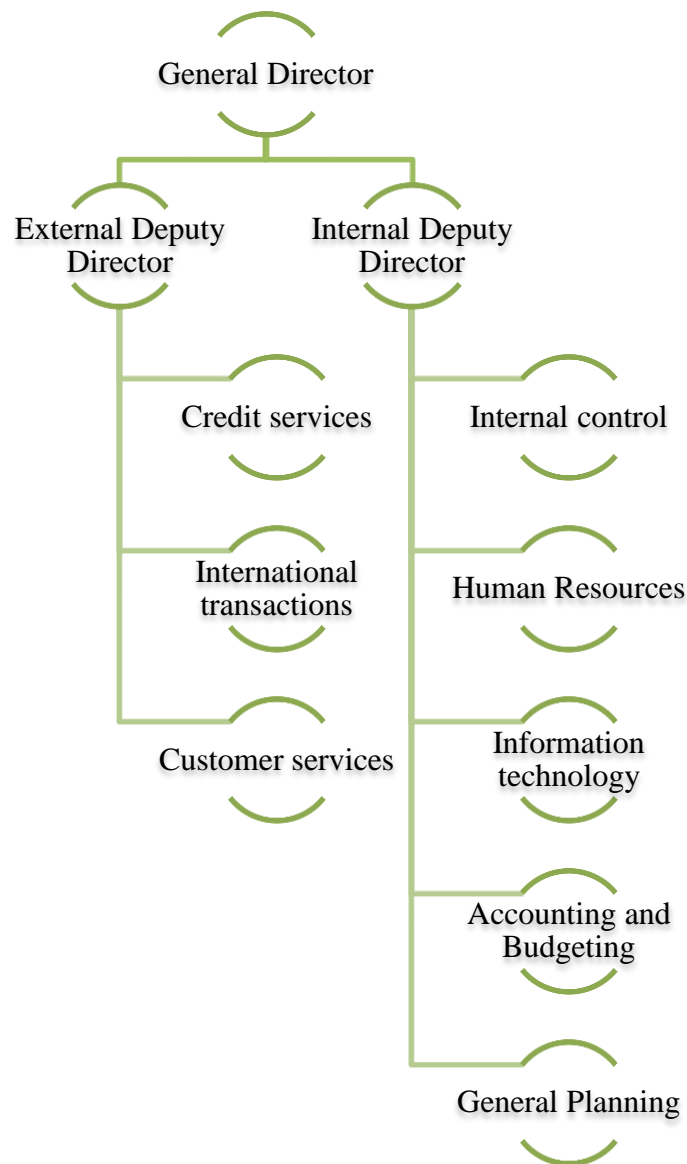 General Director
External Deputy
Director
Internal Deputy
Director
Credit services
International
transactions
Customer services
Internal control
Human Resources
Information
technology
Accounting and
Budgeting
General Planning